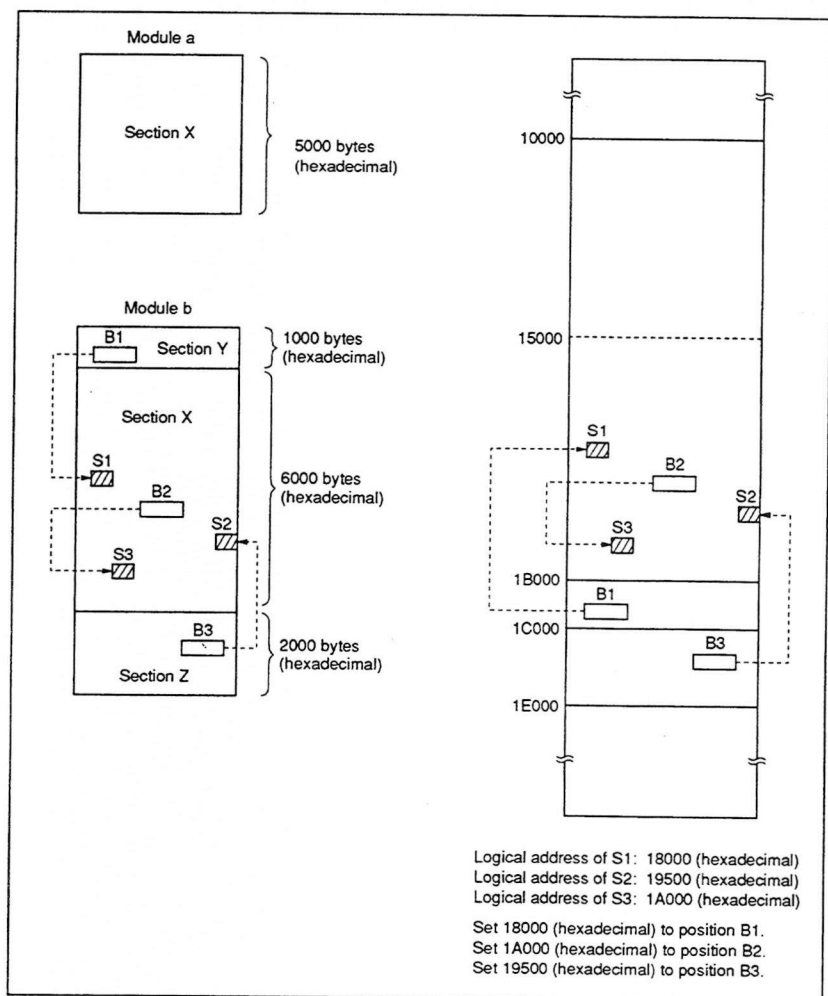 Module a
Section X
5000 bytes
(hexadecimal)
Module b
B1
Section Y
1000 bytes
(hexadecimal)
Section X
S1
B2
S2
S3
6000 bytes
(hexadecimal)
B3
Section Z
2000 bytes
(hexadecimal)
10000
15000
S1
B2
S2
S3
1B000
B1
1C000
B3
1E000
Logical address of S1: 18000 (hexadecimal)
Logical address of S2: 19500 (hexadecimal)
Logical address of S3: 1A000 (hexadecimal)
Set 18000 (hexadecimal) to position B1.
Set 1A000 (hexadecimal) to position B2.
Set 19500 (hexadecimal) to position B3.